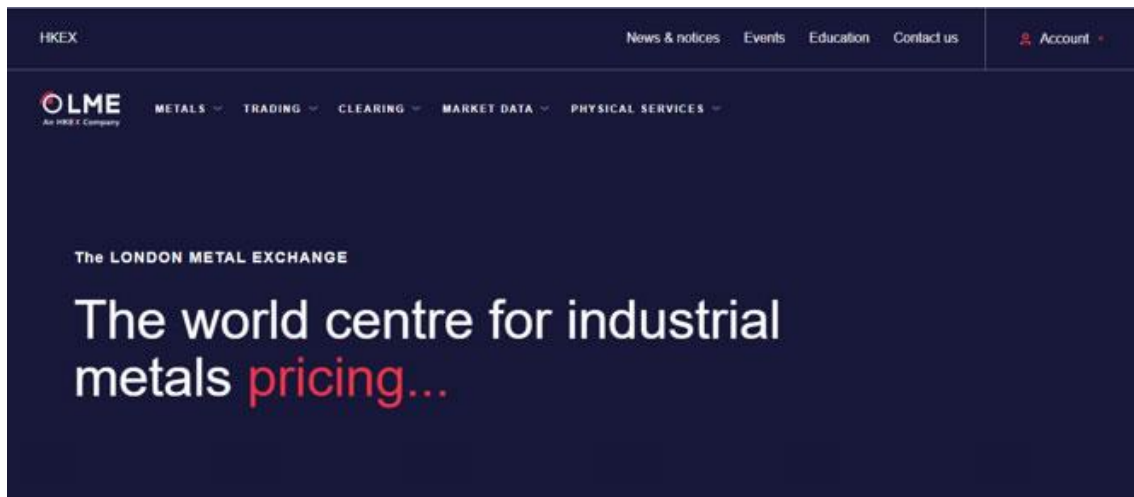 HKEX News & notices Events Education Contact us Account
LME METALS TRADING CLEARING MARKET DATA PHYSICAL SERVICES
An HKEX Company
The LONDON METAL EXCHANGE
The world centre for industrial
metals pricing...